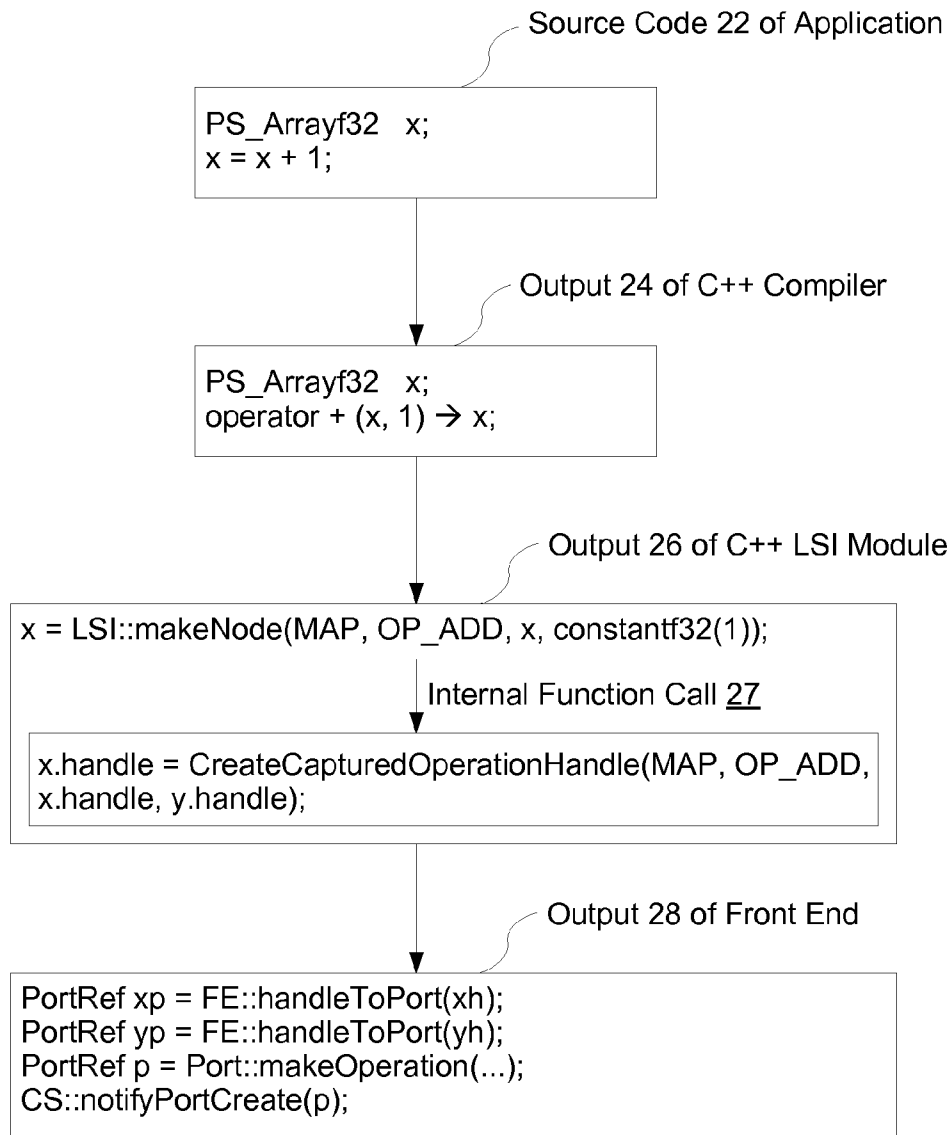 Source Code 22 of Application
PS_Arrayf32 x;
x = x + 1;
Output 24 of C++ Compiler
PS_Arrayf32 x;
operator + (x, 1) → x;
Output 26 of C++ LSI Module
x = LSI::makeNode(MAP, OP_ADD, x, constantf32(1));
Internal Function Call 27
x.handle = CreateCapturedOperationHandle(MAP, OP_ADD,
x.handle, y.handle);
Output 28 of Front End
PortRef xp = FE::handleToPort(xh);
PortRef yp = FE::handleToPort(yh);
PortRef p = Port::makeOperation(...);
CS::notifyPortCreate(p);